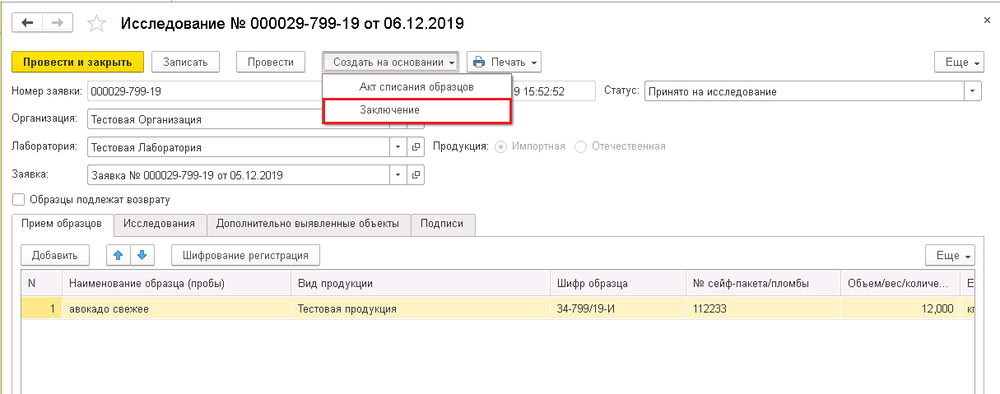 Исследование № 000029-799-19 от 06.12.2019
Провести и закрыть Записать Провести Создать на основании Печать Еще
Акт списания образцов
Заключение
Номер заявки: 000029-799-19 9 15:52:52 Статус: Принято на исследование
Организация: Тестовая Организация
Лаборатория: Тестовая Лаборатория Продукция: Импортная Отечественная
Заявка: Заявка № 000029-799-19 от 05.12.2019
Образцы подлежат возврату
Прием образцов Исследования Дополнительно выявленные объекты Подписи
Добавить Шифрование регистрация Еще
N Наименование образца (пробы) Вид продукции Шифр образца № сейф-пакета/пломбы Объем/вес/количе... Е
1 авокадо свежее Тестовая продукция 34-799/19-И 112233 12,000 кг